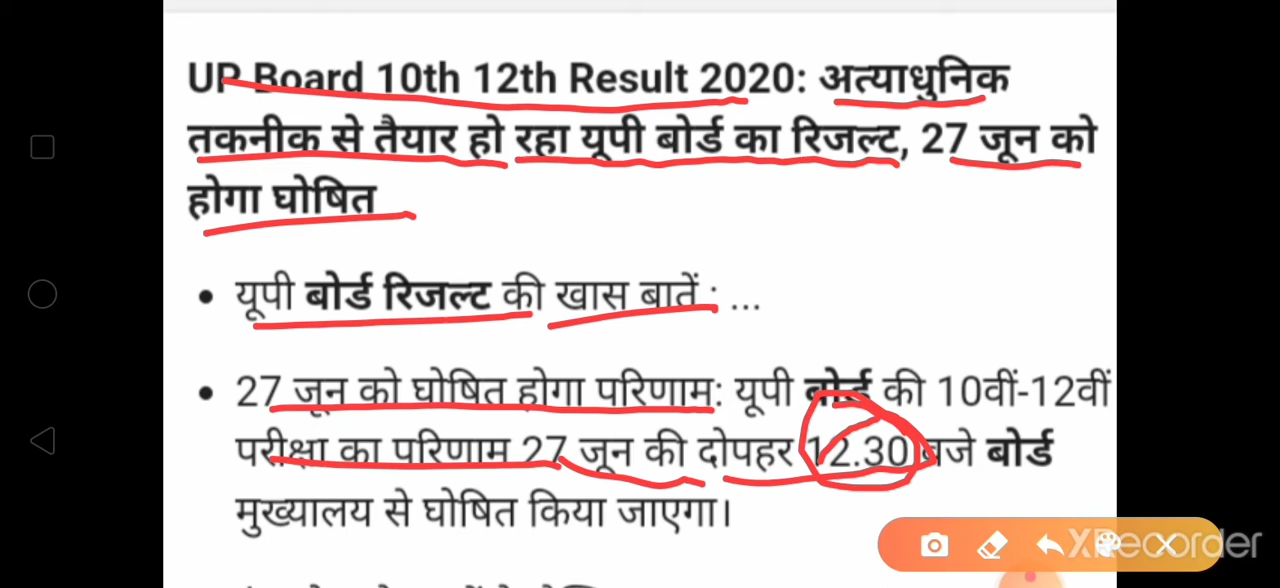 UP Board 10th 12th Result 2020: अत्याधुनिक
तकनीक से तैयार हो रहा यूपी बोर्ड का रिजल्ट, 27 जून को
होगा घोषित
• यूपी बोर्ड रिजल्ट की खास बातें : ...
• 27 जून को घोषित होगा परिणाम: यूपी बोर्ड की 10वीं-12वीं
परीक्षा का परिणाम 27 जून की दोपहर 12.30 बजे बोर्ड
मुख्यालय से घोषित किया जाएगा।
XRecorder